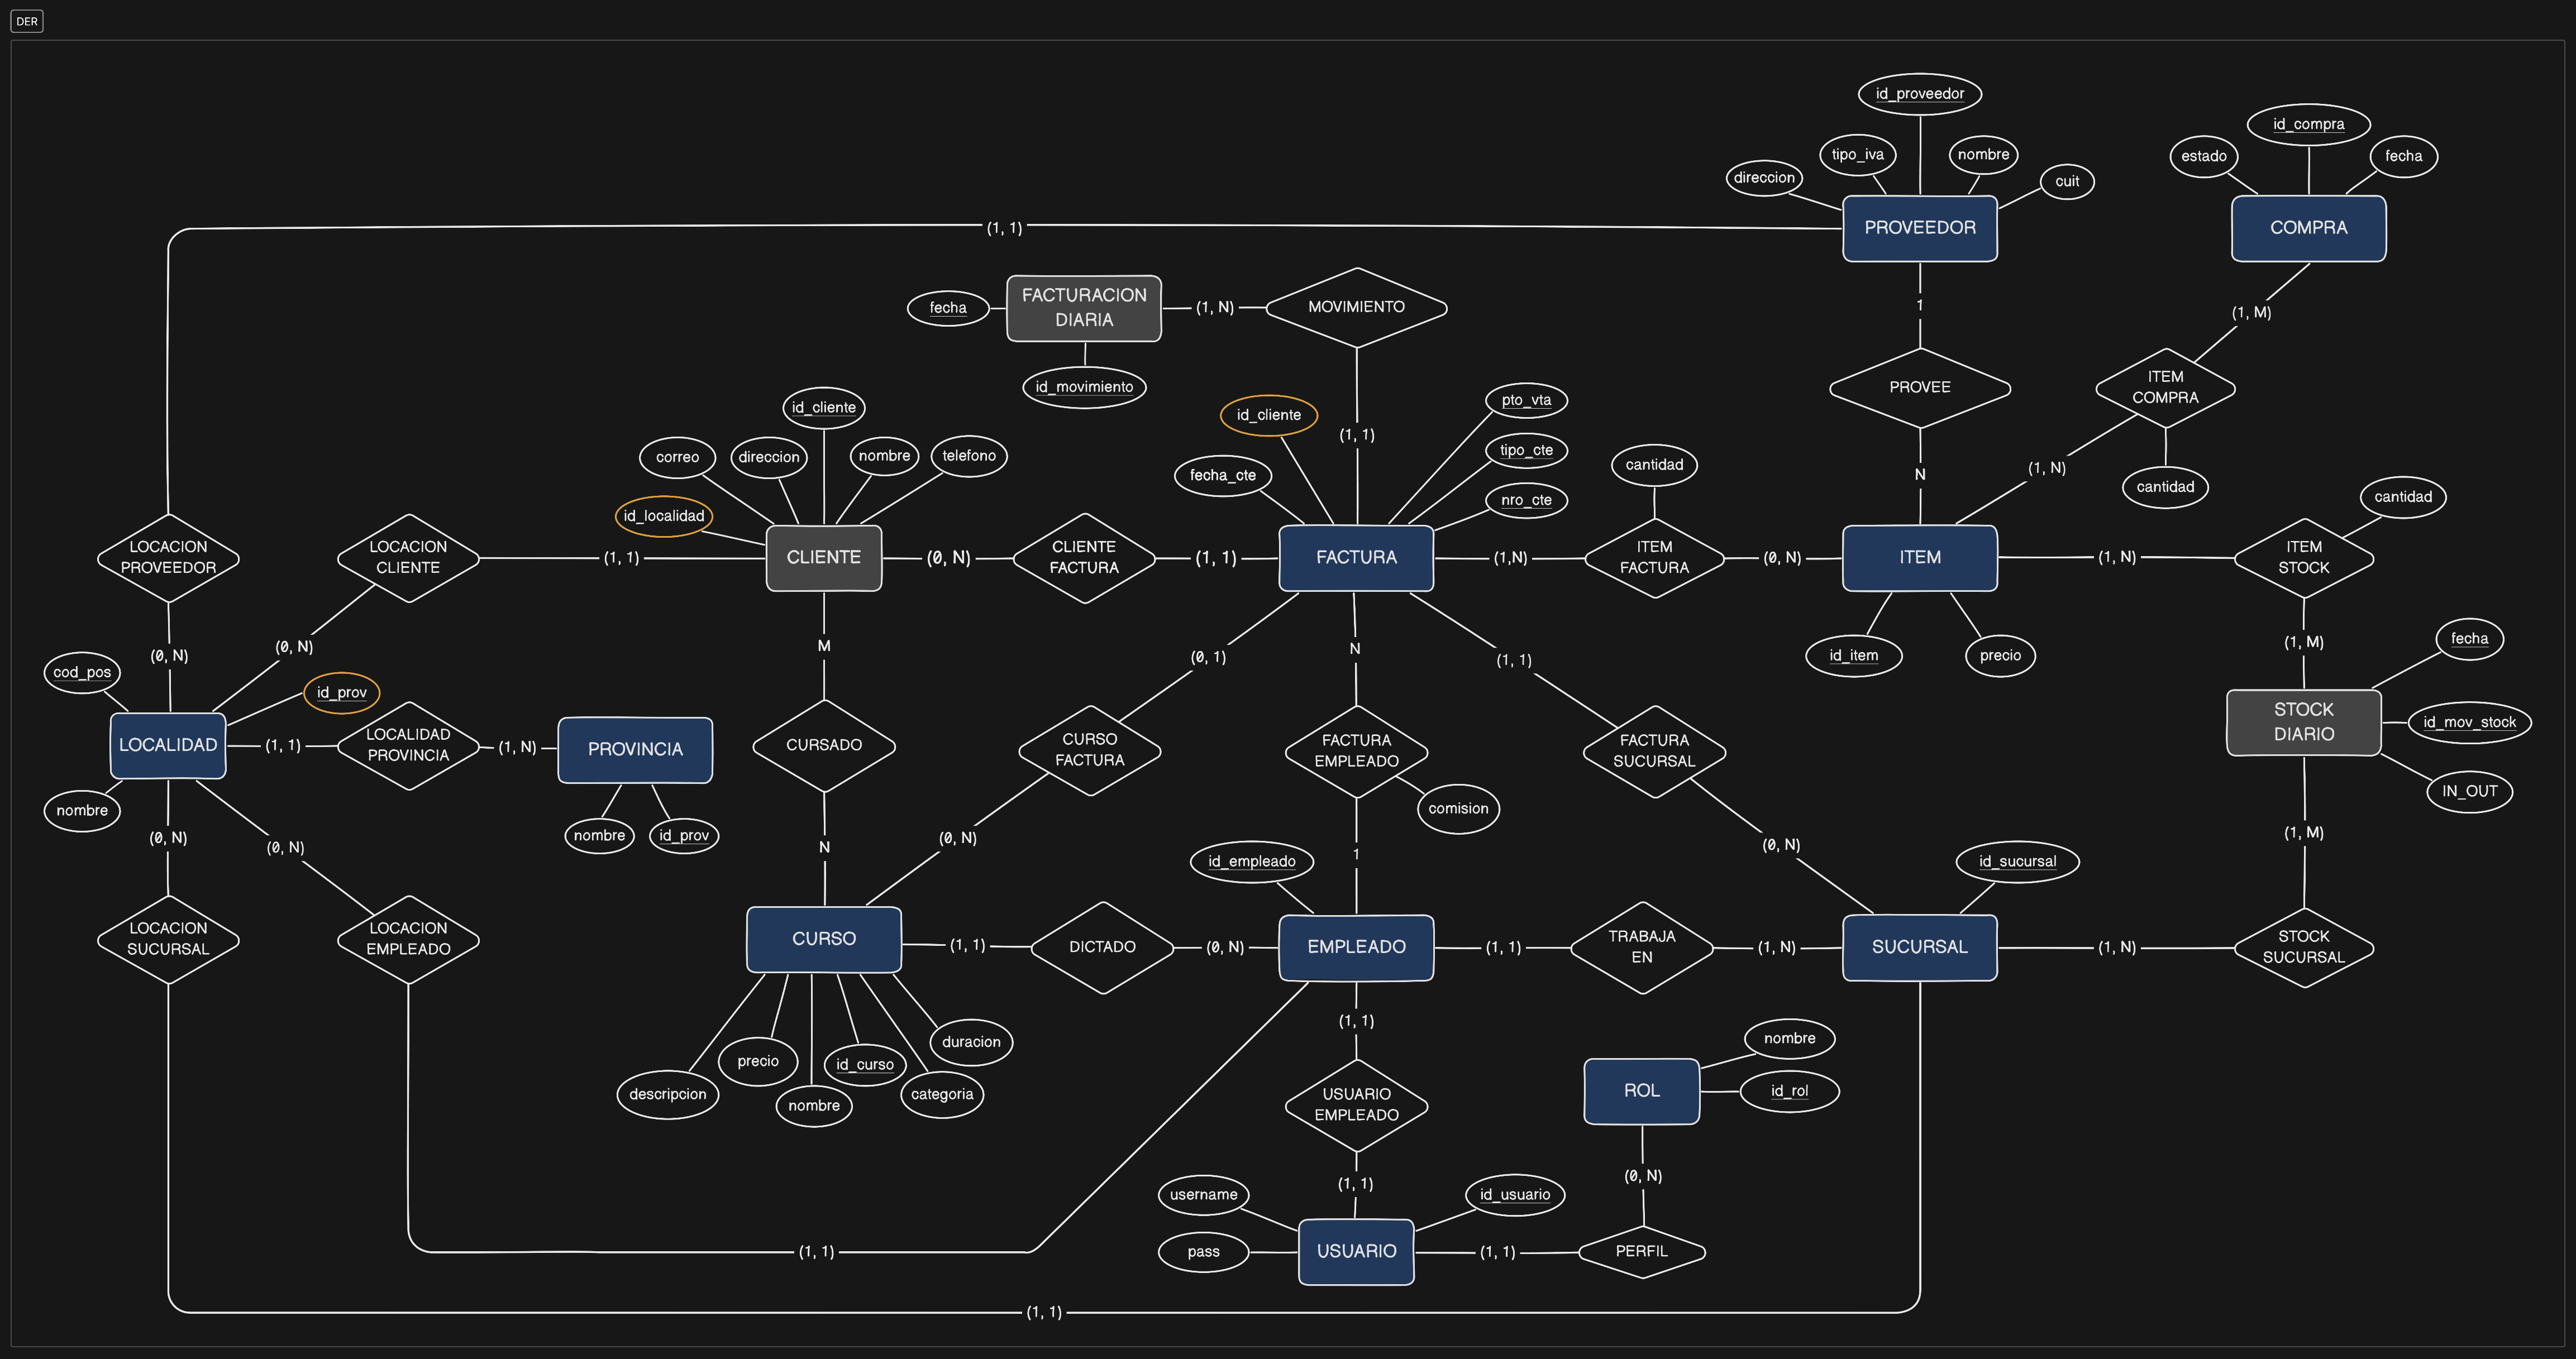 DER
id_proveedor
tipo_iva
nombre
direccion
cuit
PROVEEDOR
id_compra
estado
fecha
COMPRA
(1, 1)
FACTURACION
DIARIA
fecha
id_movimiento
(1, N)
MOVIMIENTO
(1, 1)
1
PROVEE
N
(1, M)
ITEM
COMPRA
cantidad
(1, N)
id_cliente
correo
direccion
nombre
telefono
id_localidad
CLIENTE
id_cliente
fecha_cte
pto_vta
tipo_cte
nro_cte
FACTURA
cantidad
cantidad
LOCACION
PROVEEDOR
LOCACION
CLIENTE
(1, 1)
(0, N)
CLIENTE
FACTURA
(1, 1)
(1,N)
ITEM
FACTURA
(0, N)
ITEM
(1, N)
ITEM
STOCK
id_item
precio
(0, N)
(0, N)
M
(0, 1)
N
(1, 1)
(1, M)
fecha
cod_pos
id_prov
LOCALIDAD
(1, 1)
LOCALIDAD
PROVINCIA
(1, N)
PROVINCIA
nombre
nombre
id_prov
CURSADO
CURSO
FACTURA
FACTURA
EMPLEADO
comision
FACTURA
SUCURSAL
STOCK
DIARIO
id_mov_stock
IN_OUT
(0, N)
(0, N)
N
(0, N)
1
(0, N)
(1, M)
id_empleado
id_sucursal
LOCACION
SUCURSAL
LOCACION
EMPLEADO
CURSO
(1, 1)
DICTADO
(0, N)
EMPLEADO
(1, 1)
TRABAJA
EN
(1, N)
SUCURSAL
(1, N)
STOCK
SUCURSAL
descripcion
precio
nombre
id_curso
categoria
duracion
(1, 1)
USUARIO
EMPLEADO
(1, 1)
ROL
nombre
id_rol
(0, N)
username
id_usuario
pass
USUARIO
(1, 1)
PERFIL
(1, 1)
(1, 1)